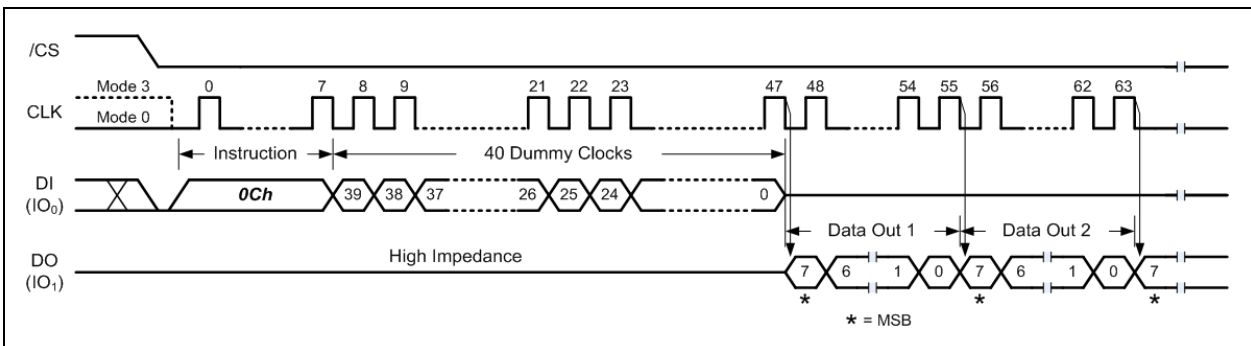 /CS
Mode 3 0 7 8 9 21 22 23 47 48 54 55 56 62 63
CLK
Mode 0
Instruction 40 Dummy Clocks
DI
(IO0)
0Ch 39 38 37 26 25 24 0
Data Out 1 Data Out 2
DO
(IO1)
High Impedance
7 6 1 0 7 6 1 0 7
* * *
* = MSB